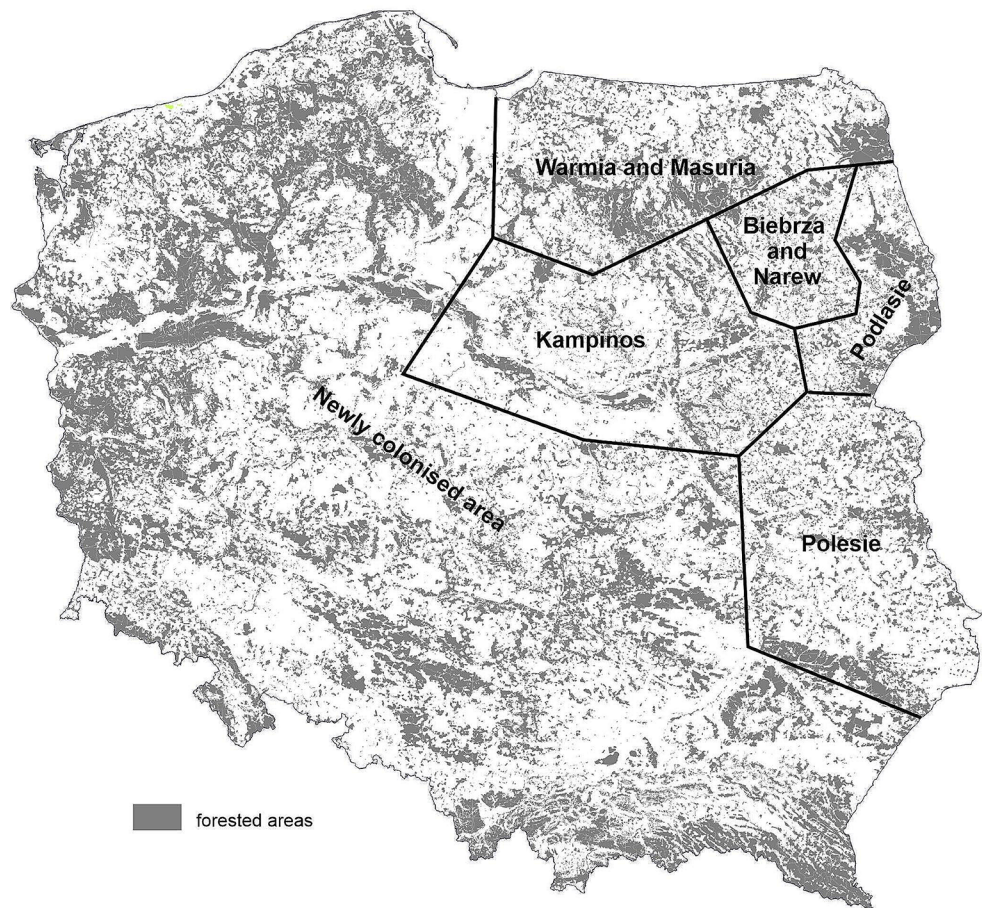 Warmia and Masuria
Biebrza
and
Narew
Podlasie
Kampinos
Newly colonised area
Polesie
forested areas